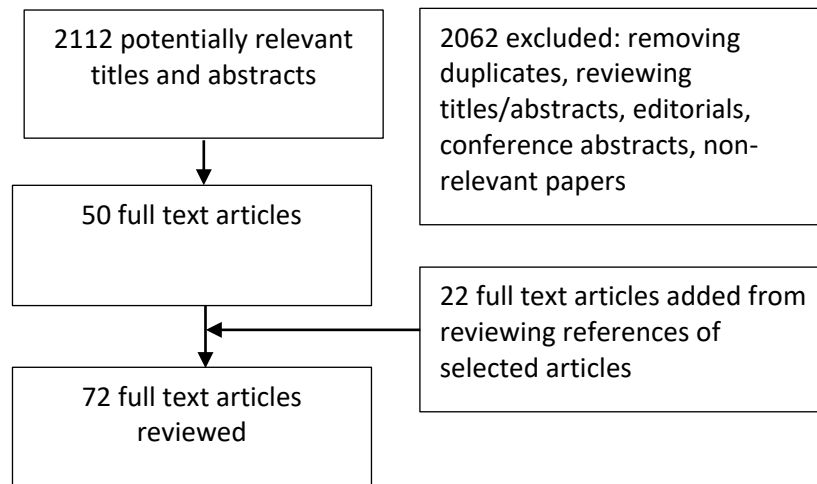 2112 potentially relevant
titles and abstracts
2062 excluded: removing
duplicates, reviewing
titles/abstracts, editorials,
conference abstracts, non-
relevant papers
50 full text articles
22 full text articles added from
reviewing references of
selected articles
72 full text articles
reviewed